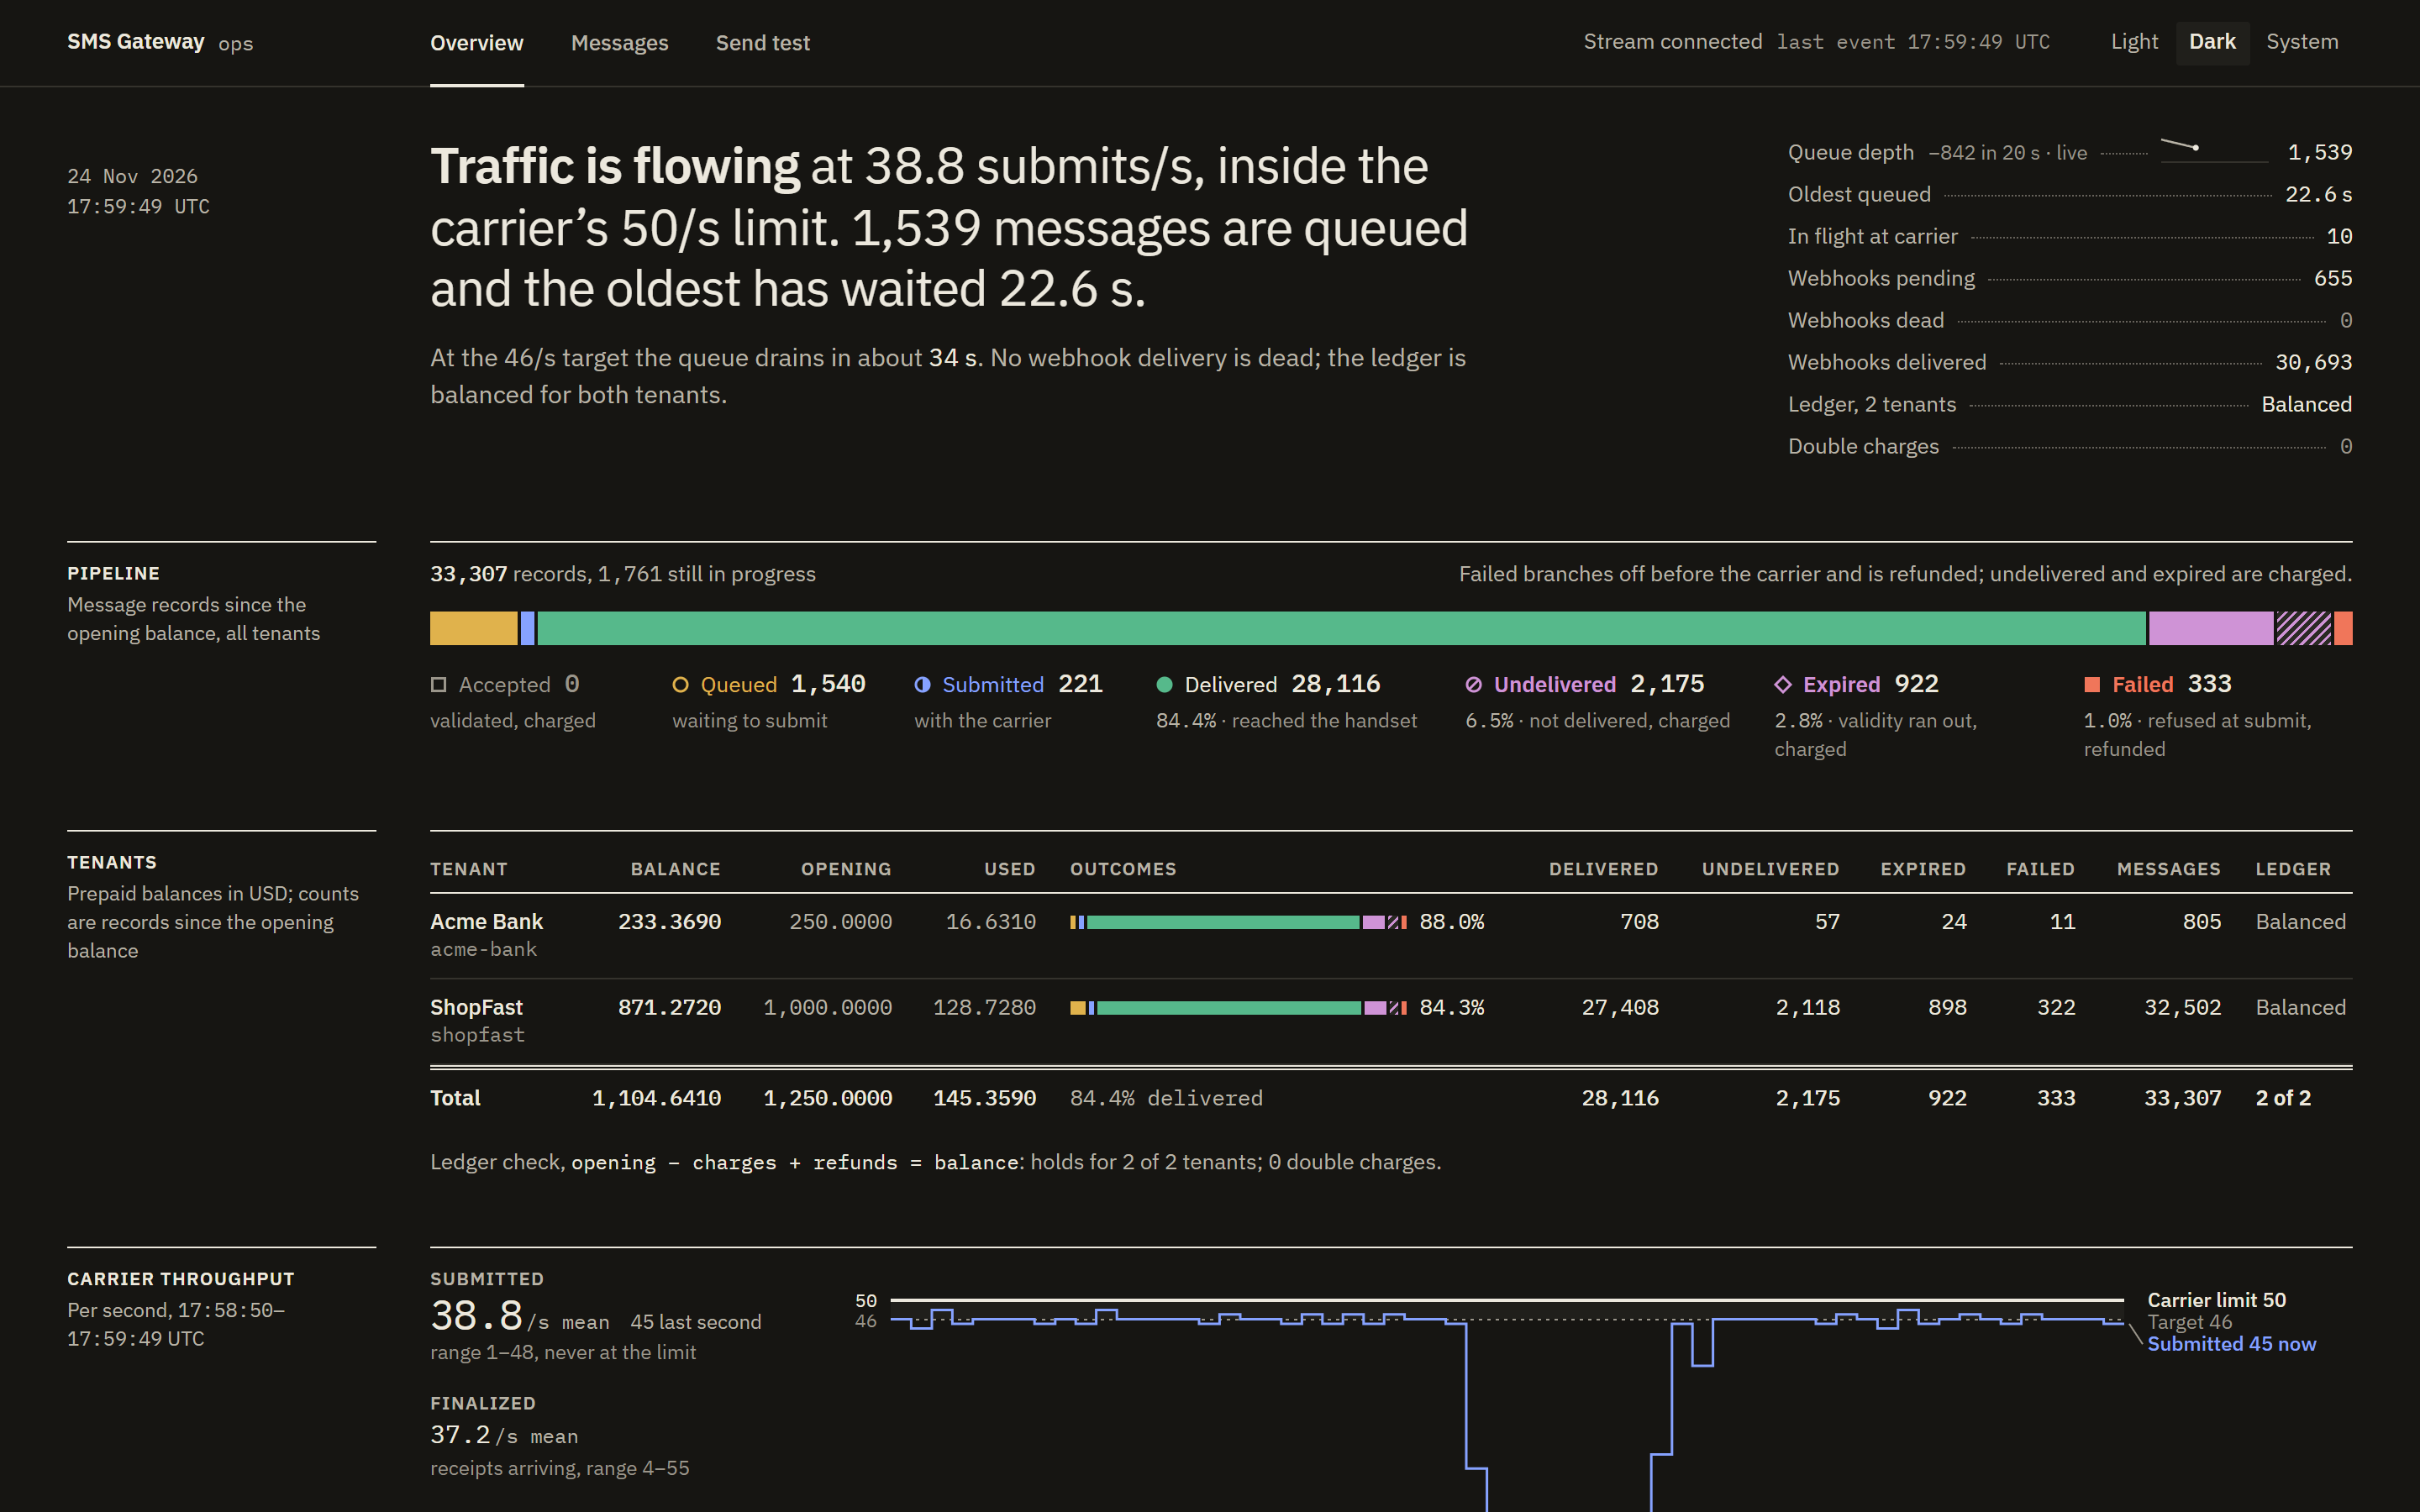 SMS Gateway ops
Overview Messages Send test
Stream connected last event 17:59:49 UTC Light Dark System
24 Nov 2026
17:59:49 UTC
Traffic is flowing at 38.8 submits/s, inside the
carrier’s 50/s limit. 1,539 messages are queued
and the oldest has waited 22.6 s.
At the 46/s target the queue drains in about 34 s. No webhook delivery is dead; the ledger is
balanced for both tenants.
Queue depth −842 in 20 s · live 1,539
Oldest queued 22.6 s
In flight at carrier 10
Webhooks pending 655
Webhooks dead 0
Webhooks delivered 30,693
Ledger, 2 tenants Balanced
Double charges 0
PIPELINE
Message records since the
opening balance, all tenants
33,307 records, 1,761 still in progress
Failed branches off before the carrier and is refunded; undelivered and expired are charged.
Accepted 0
validated, charged
Queued 1,540
waiting to submit
Submitted 221
with the carrier
Delivered 28,116
84.4% · reached the handset
Undelivered 2,175
6.5% · not delivered, charged
Expired 922
2.8% · validity ran out,
charged
Failed 333
1.0% · refused at submit,
refunded
TENANTS
Prepaid balances in USD; counts
are records since the opening
balance
TENANT BALANCE OPENING USED OUTCOMES DELIVERED UNDELIVERED EXPIRED FAILED MESSAGES LEDGER
Acme Bank 233.3690 250.0000 16.6310 88.0% 708 57 24 11 805 Balanced
acme-bank
ShopFast 871.2720 1,000.0000 128.7280 84.3% 27,408 2,118 898 322 32,502 Balanced
shopfast
Total 1,104.6410 1,250.0000 145.3590 84.4% delivered 28,116 2,175 922 333 33,307 2 of 2
Ledger check, opening − charges + refunds = balance: holds for 2 of 2 tenants; 0 double charges.
CARRIER THROUGHPUT
Per second, 17:58:50–
17:59:49 UTC
SUBMITTED
38.8/s mean 45 last second
range 1–48, never at the limit
FINALIZED
37.2/s mean
receipts arriving, range 4–55
50
46
Carrier limit 50
Target 46
Submitted 45 now